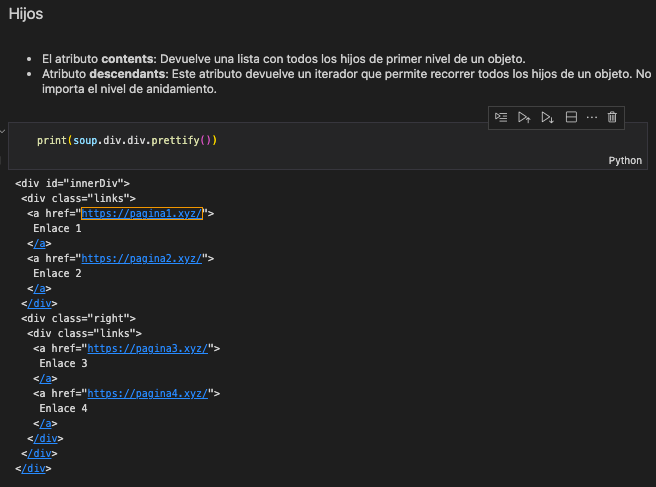 Hijos
• El atributo contents: Devuelve una lista con todos los hijos de primer nivel de un objeto.
• Atributo descendants: Este atributo devuelve un iterador que permite recorrer todos los hijos de un objeto. No
importa el nivel de anidamiento.
print(soup.div.div.prettify())
Python
<div id="innerDiv">
 <div class="links">
  <a href="https://pagina1.xyz/">
   Enlace 1
  </a>
  <a href="https://pagina2.xyz/">
   Enlace 2
  </a>
 </div>
 <div class="right">
  <div class="links">
   <a href="https://pagina3.xyz/">
    Enlace 3
   </a>
   <a href="https://pagina4.xyz/">
    Enlace 4
   </a>
  </div>
 </div>
</div>